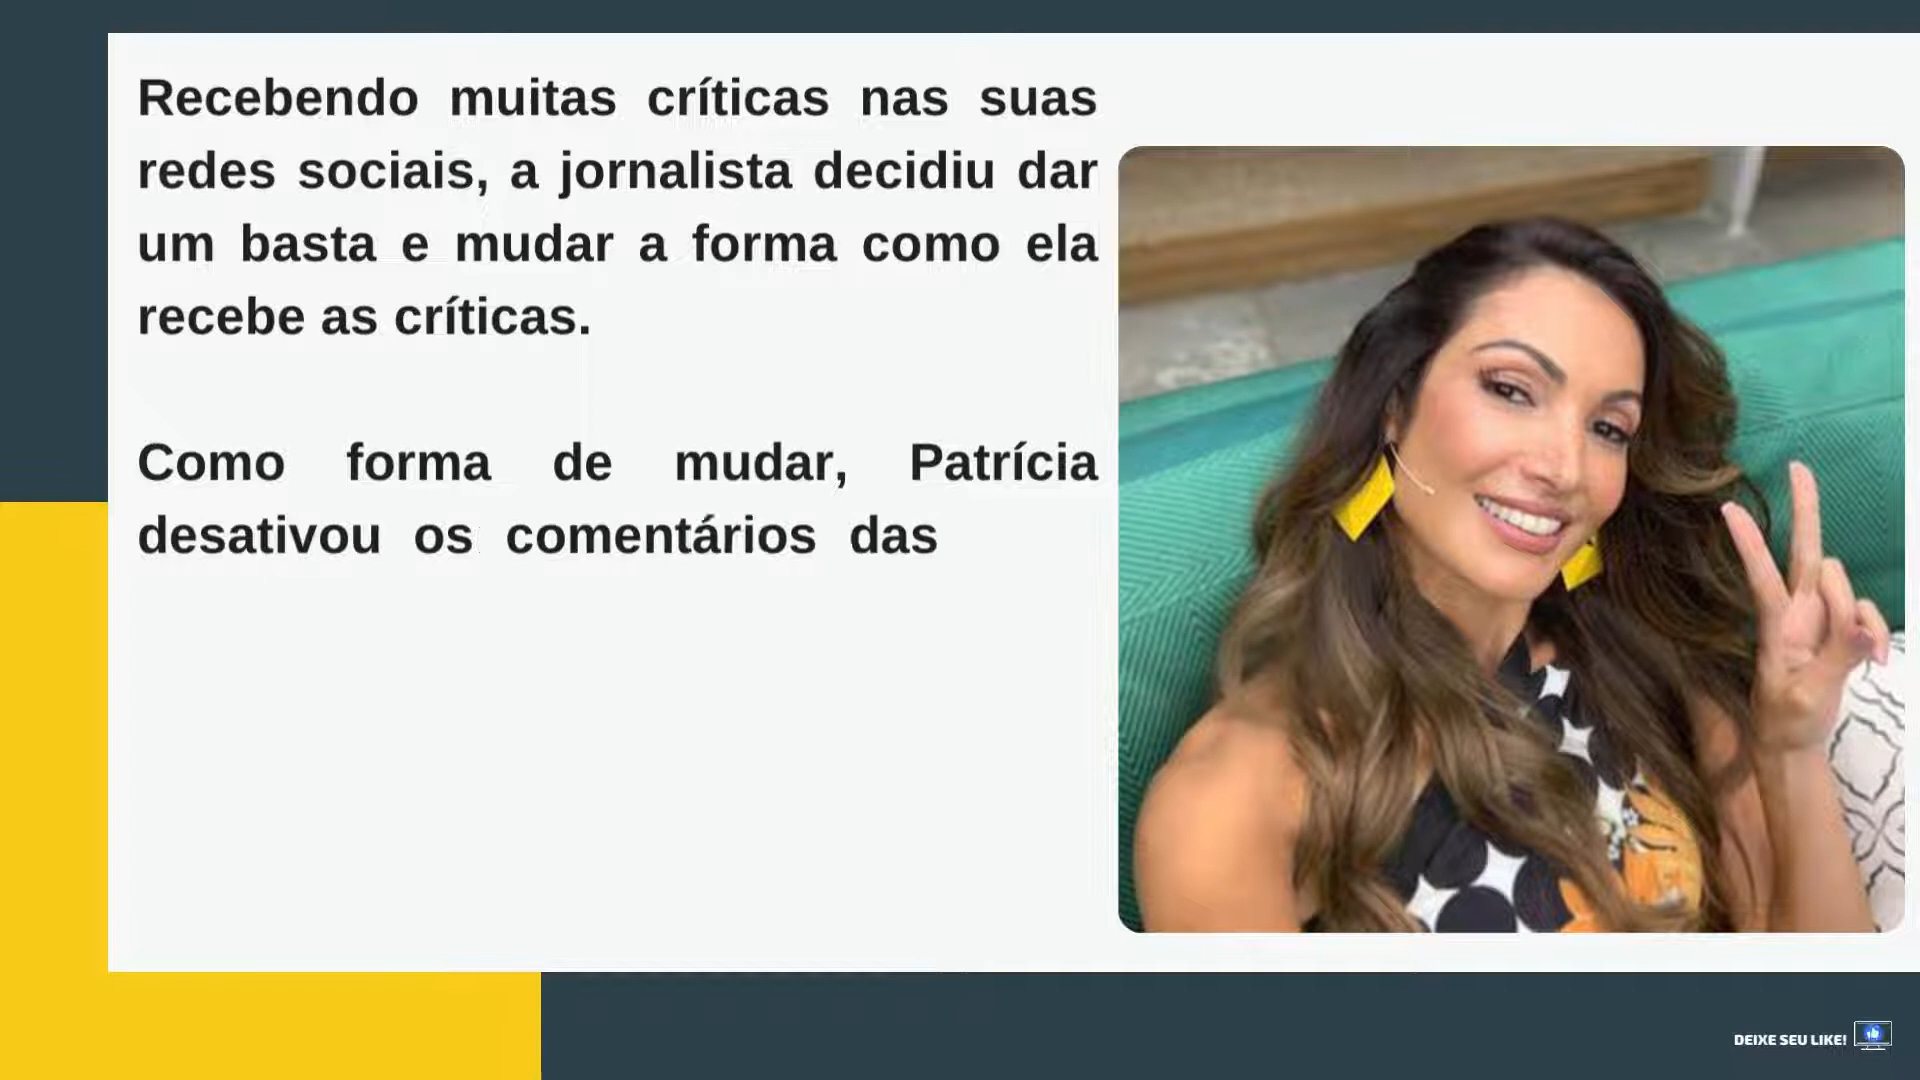 Recebendo muitas críticas nas suas
redes sociais, a jornalista decidiu dar
um basta e mudar a forma como ela
recebe as críticas.
Como forma de mudar, Patrícia
desativou os comentários das
DEIXE SEU LIKE!